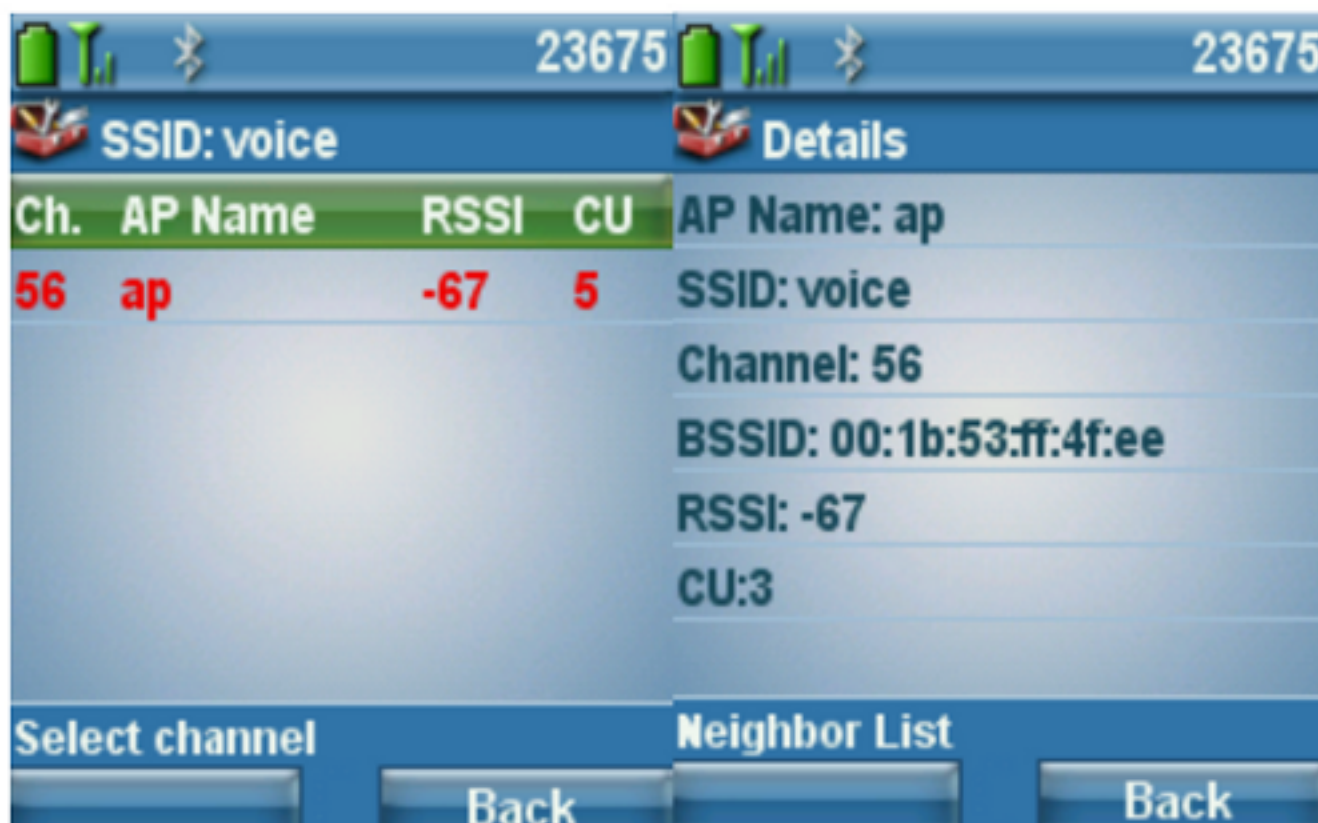 23675
SSID: voice
Ch. AP Name RSSI CU
56 ap -67 5
Select channel
Back
23675
Details
AP Name: ap
SSID: voice
Channel: 56
BSSID: 00:1b:53:ff:4f:ee
RSSI: -67
CU:3
Neighbor List
Back